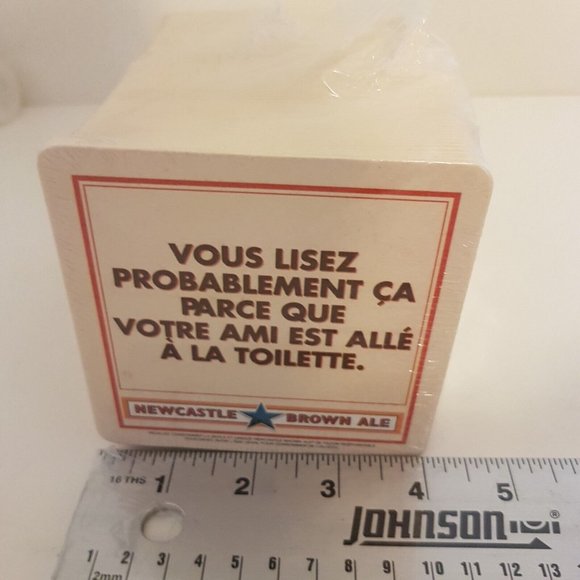 VOUS LISEZ
PROBABLEMENT ÇA
PARCE QUE
VOTRE AMI EST ALLÉ
À LA TOILETTE.
NEWCASTLE BROWN ALE
16 THS 1 2 3 4 5
JOHNSON ®
1 2 3 4 5 6 7 8 9 10 11 12 13
2mm